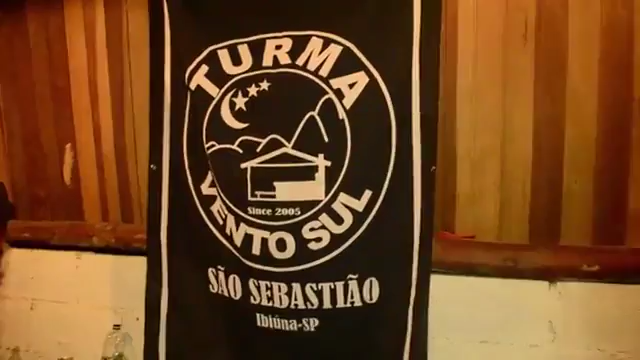 TURMA
Since 2005
VENTO SUL
SÃO SEBASTIÃO
Ibiúna-SP